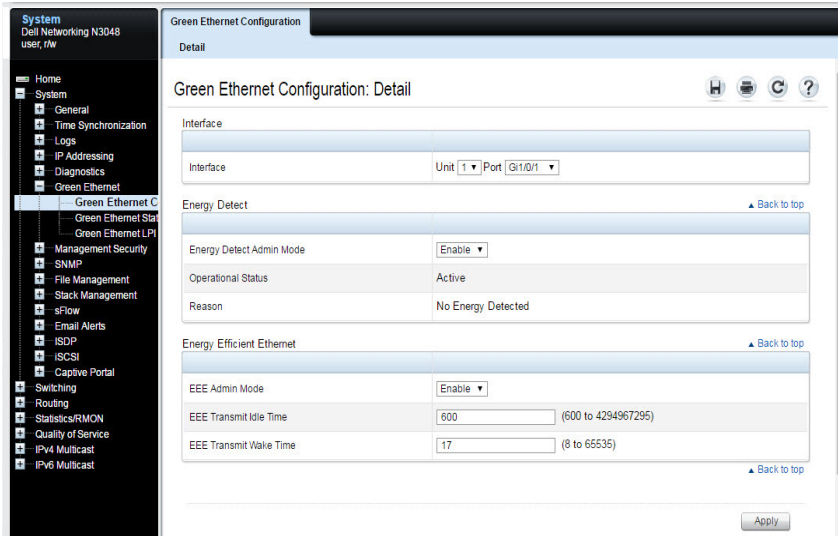 System
Dell Networking N3048
user, r/w
Home
System
General
Time Synchronization
Logs
IP Addressing
Diagnostics
Green Ethernet
Green Ethernet C
Green Ethernet Stat
Green Ethernet LPI
Management Security
SNMP
File Management
Stack Management
sFlow
Email Alerts
ISDP
iSCSI
Captive Portal
Switching
Routing
Statistics/RMON
Quality of Service
IPv4 Multicast
IPv6 Multicast
Green Ethernet Configuration
Detail
Green Ethernet Configuration: Detail
?
Interface
Interface Unit 1 Port Gi1/0/1
Energy Detect Back to top
Energy Detect Admin Mode Enable
Operational Status Active
Reason No Energy Detected
Energy Efficient Ethernet Back to top
EEE Admin Mode Enable
EEE Transmit Idle Time 600 (600 to 4294967295)
EEE Transmit Wake Time 17 (8 to 65535)
Back to top
Apply